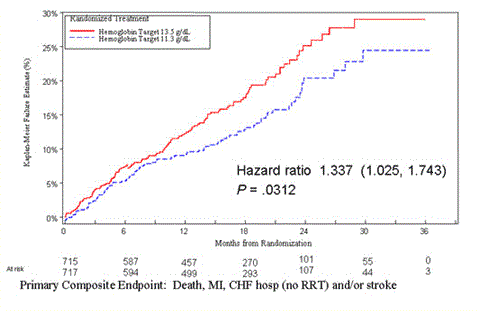 Randomized Treatment
Hemoglobin Target 13.5 g/dL
Hemoglobin Target 11.3 g/dL
Kaplan-Meier Failure Estimate (%)
30%
25%
20%
15%
10%
5%
0%
Hazard ratio 1.337 (1.025, 1.743)
P = .0312
0 6 12 18 24 30 36
Months from Randomization
At risk
715 587 457 270 101 55 0
717 594 499 293 107 44 3
Primary Composite Endpoint: Death, MI, CHF hosp (no RRT) and/or stroke